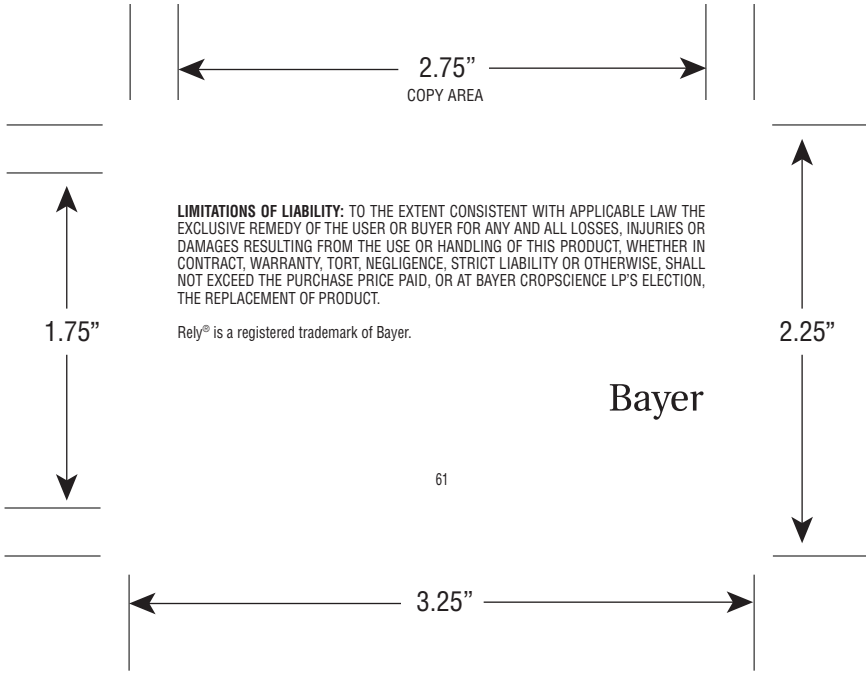 2.75”
COPY AREA
LIMITATIONS OF LIABILITY: TO THE EXTENT CONSISTENT WITH APPLICABLE LAW THE
EXCLUSIVE REMEDY OF THE USER OR BUYER FOR ANY AND ALL LOSSES, INJURIES OR
DAMAGES RESULTING FROM THE USE OR HANDLING OF THIS PRODUCT, WHETHER IN
CONTRACT, WARRANTY, TORT, NEGLIGENCE, STRICT LIABILITY OR OTHERWISE, SHALL
NOT EXCEED THE PURCHASE PRICE PAID, OR AT BAYER CROPSCIENCE LP’S ELECTION,
THE REPLACEMENT OF PRODUCT.
1.75”
Rely® is a registered trademark of Bayer.
2.25”
Bayer
61
3.25”